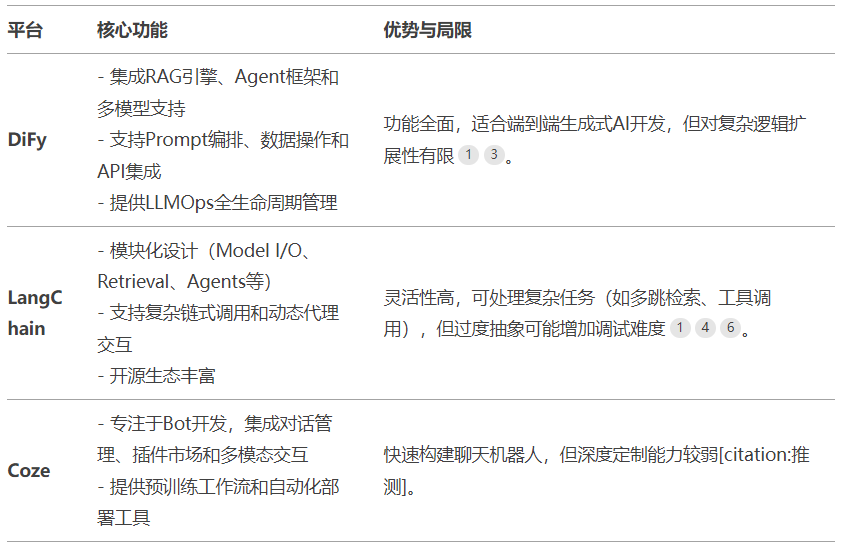 平台 核心功能 优势与局限
DiFy
- 集成RAG引擎、Agent框架和
多模型支持
- 支持Prompt编排、数据操作和
API集成
- 提供LLMOps全生命周期管理
功能全面，适合端到端生成式AI开发，但对复杂逻辑扩
展性有限 1 3 。
LangC
hain
- 模块化设计（Model I/O、
Retrieval、Agents等）
- 支持复杂链式调用和动态代理
交互
- 开源生态丰富
灵活性高，可处理复杂任务（如多跳检索、工具调
用），但过度抽象可能增加调试难度 1 4 6 。
Coze
- 专注于Bot开发，集成对话管
理、插件市场和多模态交互
- 提供预训练工作流和自动化部
署工具
快速构建聊天机器人，但深度定制能力较弱[citation:推
测]。